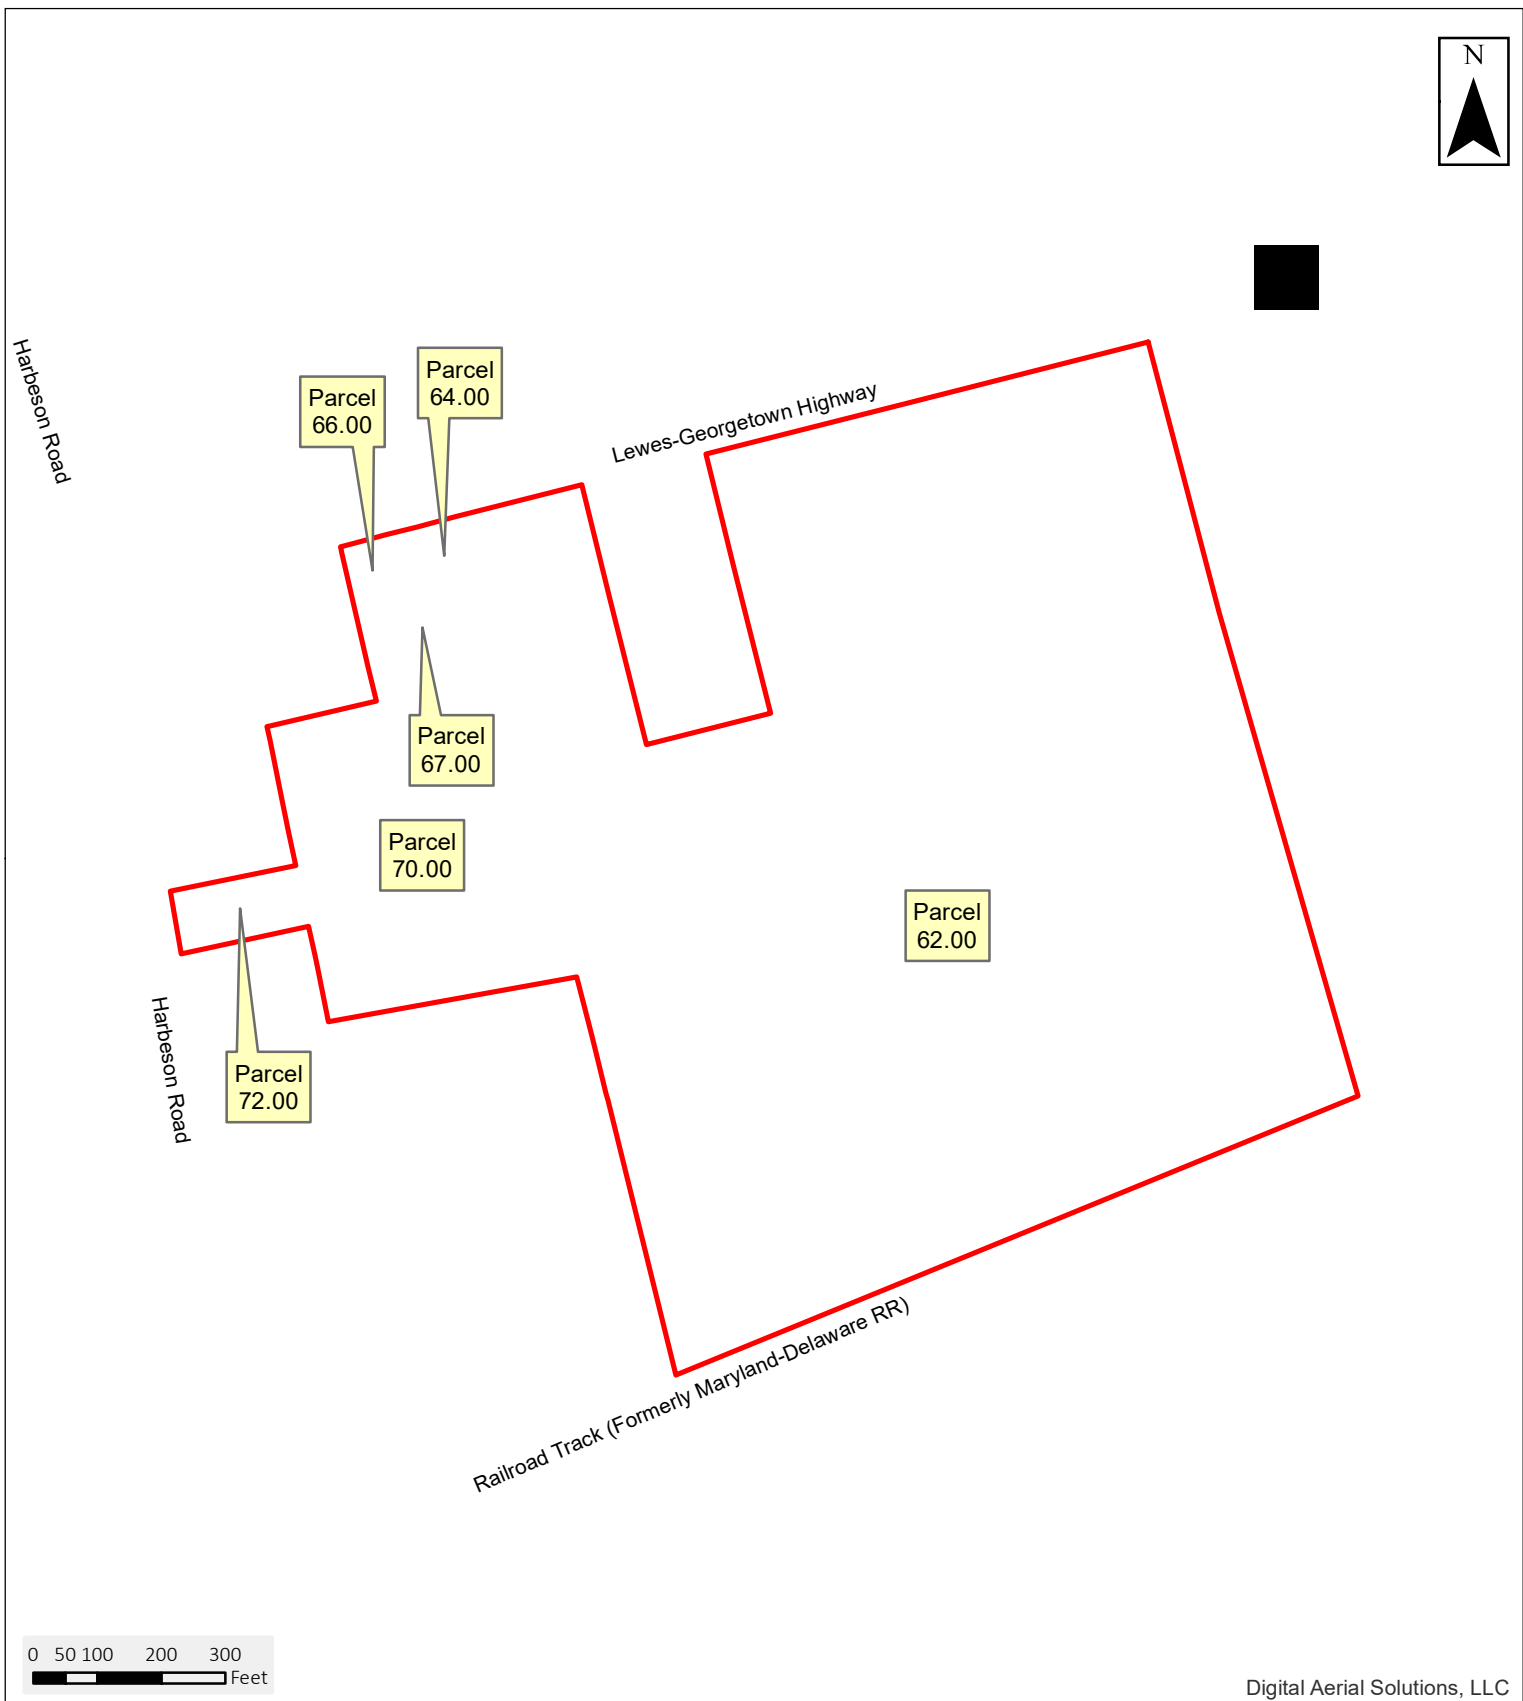 N
Harbeson Road
Parcel
64.00
Parcel
66.00
Lewes-Georgetown Highway
Parcel
67.00
Parcel
70.00
Parcel
62.00
Harbeson Road
Parcel
72.00
Railroad Track (Formerly Maryland-Delaware RR)
0 50 100 200 300
Feet
Digital Aerial Solutions, LLC